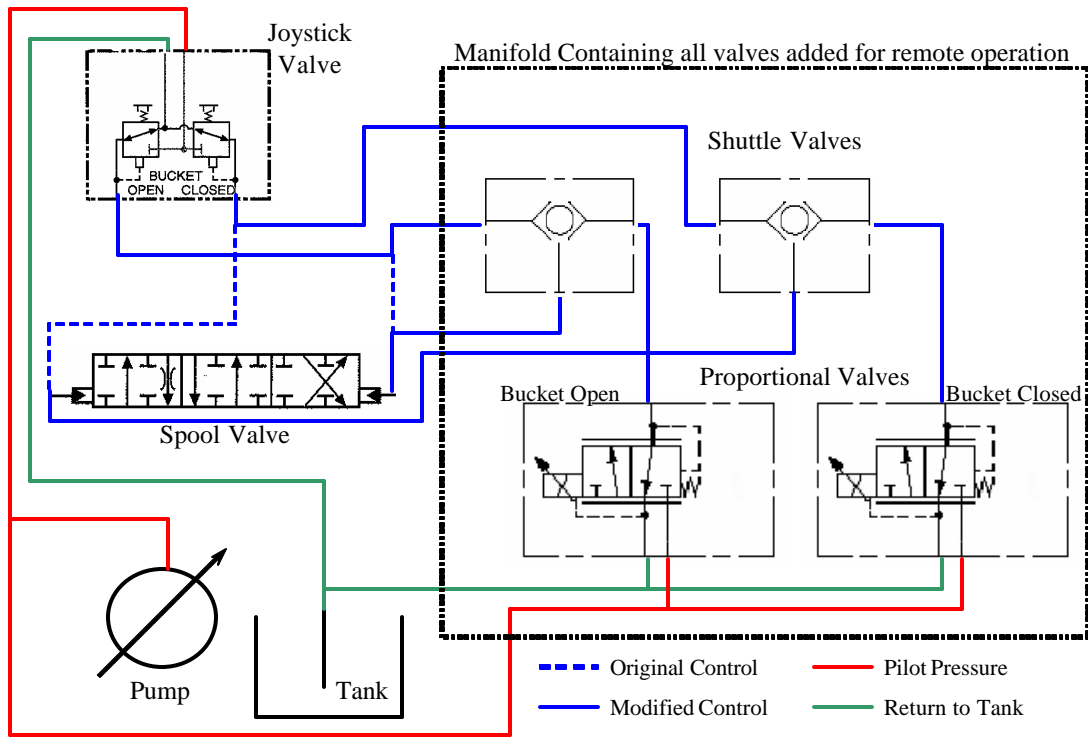 Joystick
Valve
Manifold Containing all valves added for remote operation
BUCKET
OPEN CLOSED
Shuttle Valves
Spool Valve
Proportional Valves
Bucket Open
Bucket Closed
Pump
Tank
Original Control
Pilot Pressure
Modified Control
Return to Tank